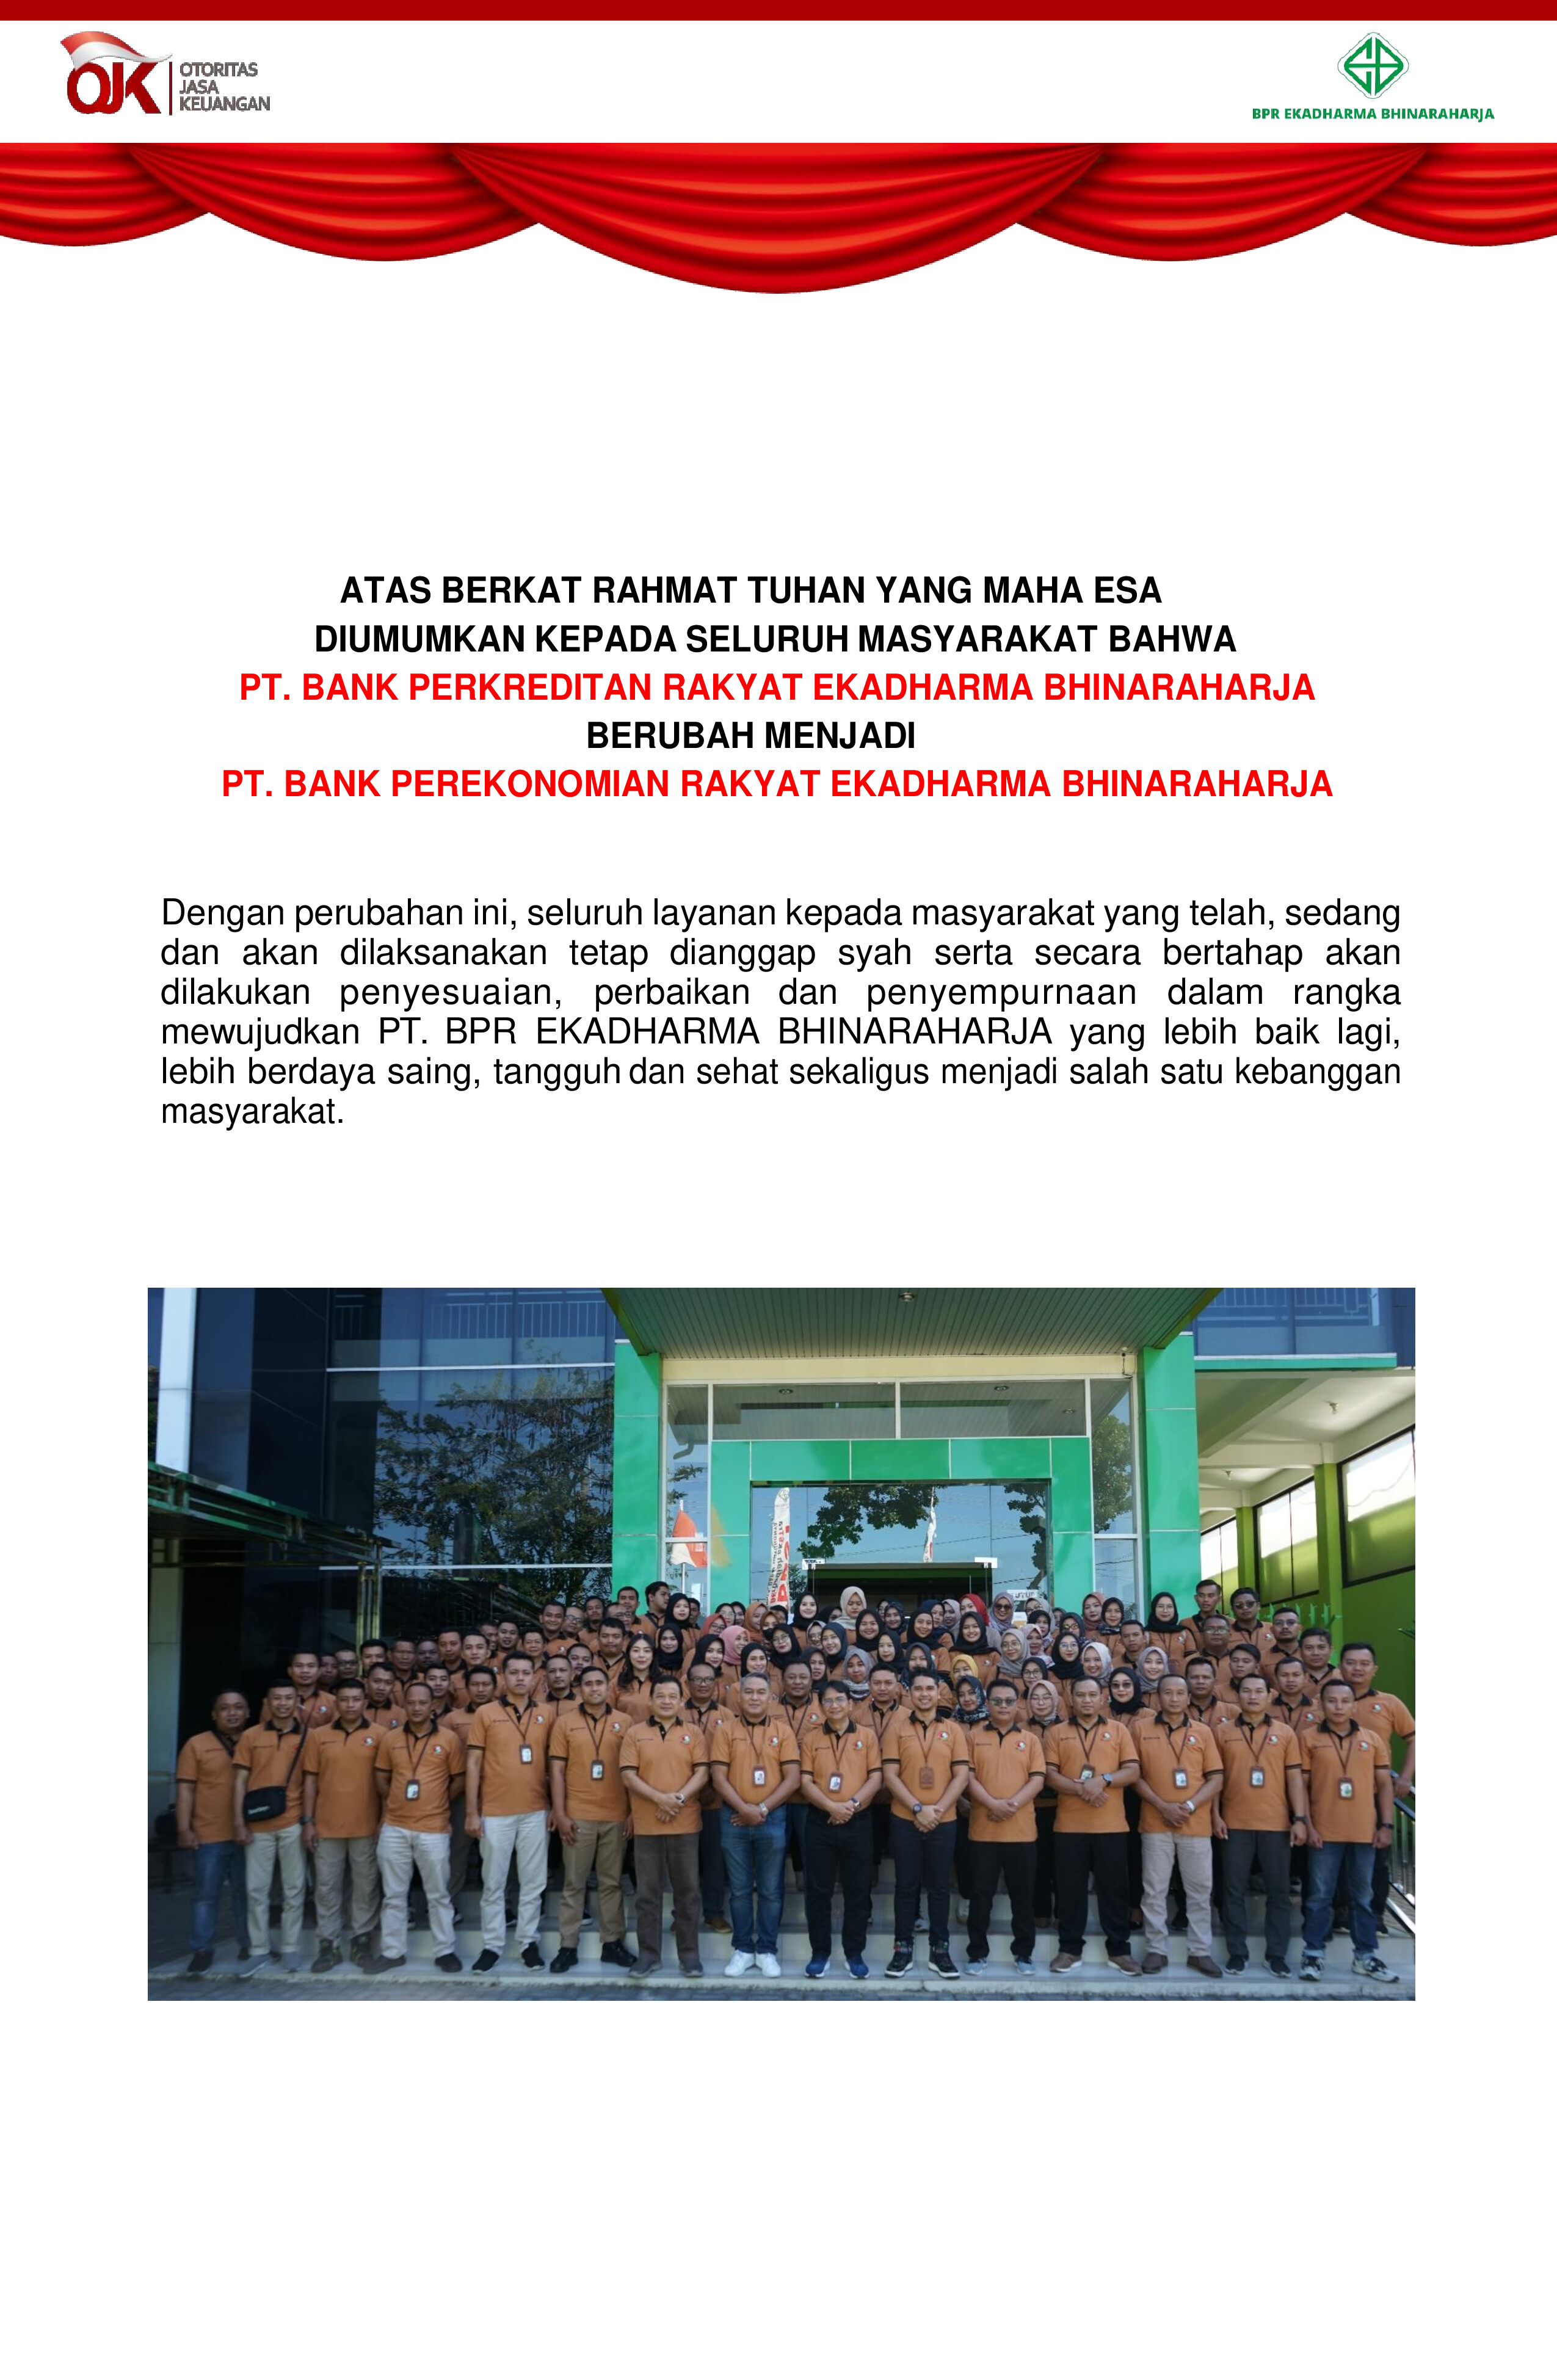 OJK
OTORITAS
JASA
KEUANGAN
BPR EKADHARMA BHINARAHARJA
ATAS BERKAT RAHMAT TUHAN YANG MAHA ESA
DIUMUMKAN KEPADA SELURUH MASYARAKAT BAHWA
PT. BANK PERKREDITAN RAKYAT EKADHARMA BHINARAHARJA
BERUBAH MENJADI
PT. BANK PEREKONOMIAN RAKYAT EKADHARMA BHINARAHARJA
Dengan perubahan ini, seluruh layanan kepada masyarakat yang telah, sedang
dan akan dilaksanakan tetap dianggap syah serta secara bertahap akan
dilakukan penyesuaian, perbaikan dan penyempurnaan dalam rangka
mewujudkan PT. BPR EKADHARMA BHINARAHARJA yang lebih baik lagi,
lebih berdaya saing, tangguh dan sehat sekaligus menjadi salah satu kebanggan
masyarakat.